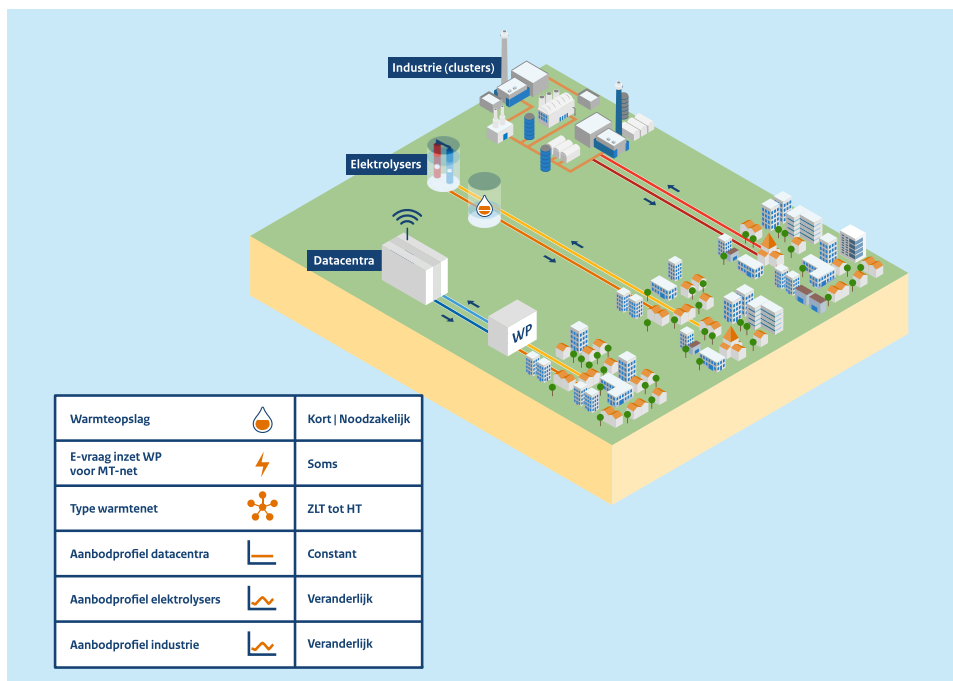 Industrie (clusters)
Elektrolysers
Datacentra
WP
Warmteopslag
Kort | Noodzakelijk
E-vraag inzet WP
voor MT-net
Soms
Type warmtenet
ZLT tot HT
Aanbodprofiel datacentra
Constant
Aanbodprofiel elektrolysers
Veranderlijk
Aanbodprofiel industrie
Veranderlijk